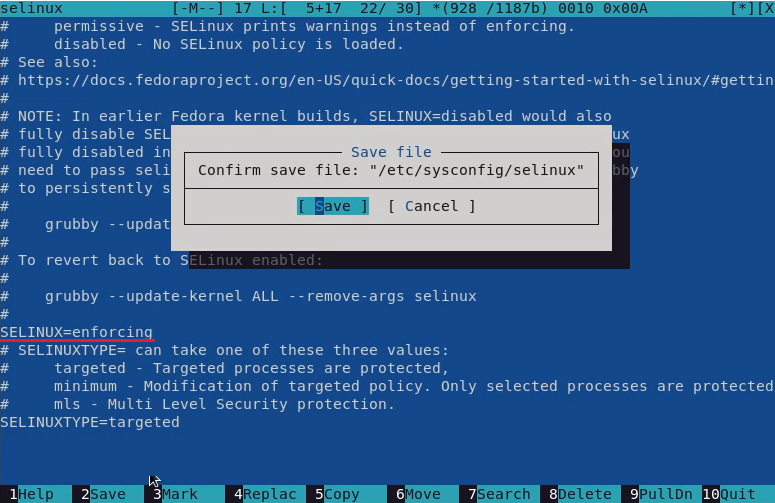 selinux [-M--] 17 L:[ 5+17 22/ 30] *(928 /1187b) 0010 0x00A [*][X
# permissive - SELinux prints warnings instead of enforcing.
# disabled - No SELinux policy is loaded.
# See also:
# https://docs.fedoraproject.org/en-US/quick-docs/getting-started-with-selinux/#gettin
#
# NOTE: In earlier Fedora kernel builds, SELINUX=disabled would also
# fully disable SEL ux
# fully disabled in ou
# need to pass seli bby
# to persistently s
#
# grubby --updat
#
# To revert back to SELinux enabled:
#
# grubby --update-kernel ALL --remove-args selinux
#
SELINUX=enforcing
# SELINUXTYPE= can take one of these three values:
# targeted - Targeted processes are protected,
# minimum - Modification of targeted policy. Only selected processes are protected
# mls - Multi Level Security protection.
SELINUXTYPE=targeted
Save file
Confirm save file: "/etc/sysconfig/selinux"
[ Save ] [ Cancel ]
1Help 2Save 3Mark 4Replac 5Copy 6Move 7Search 8Delete 9PullDn 10Quit